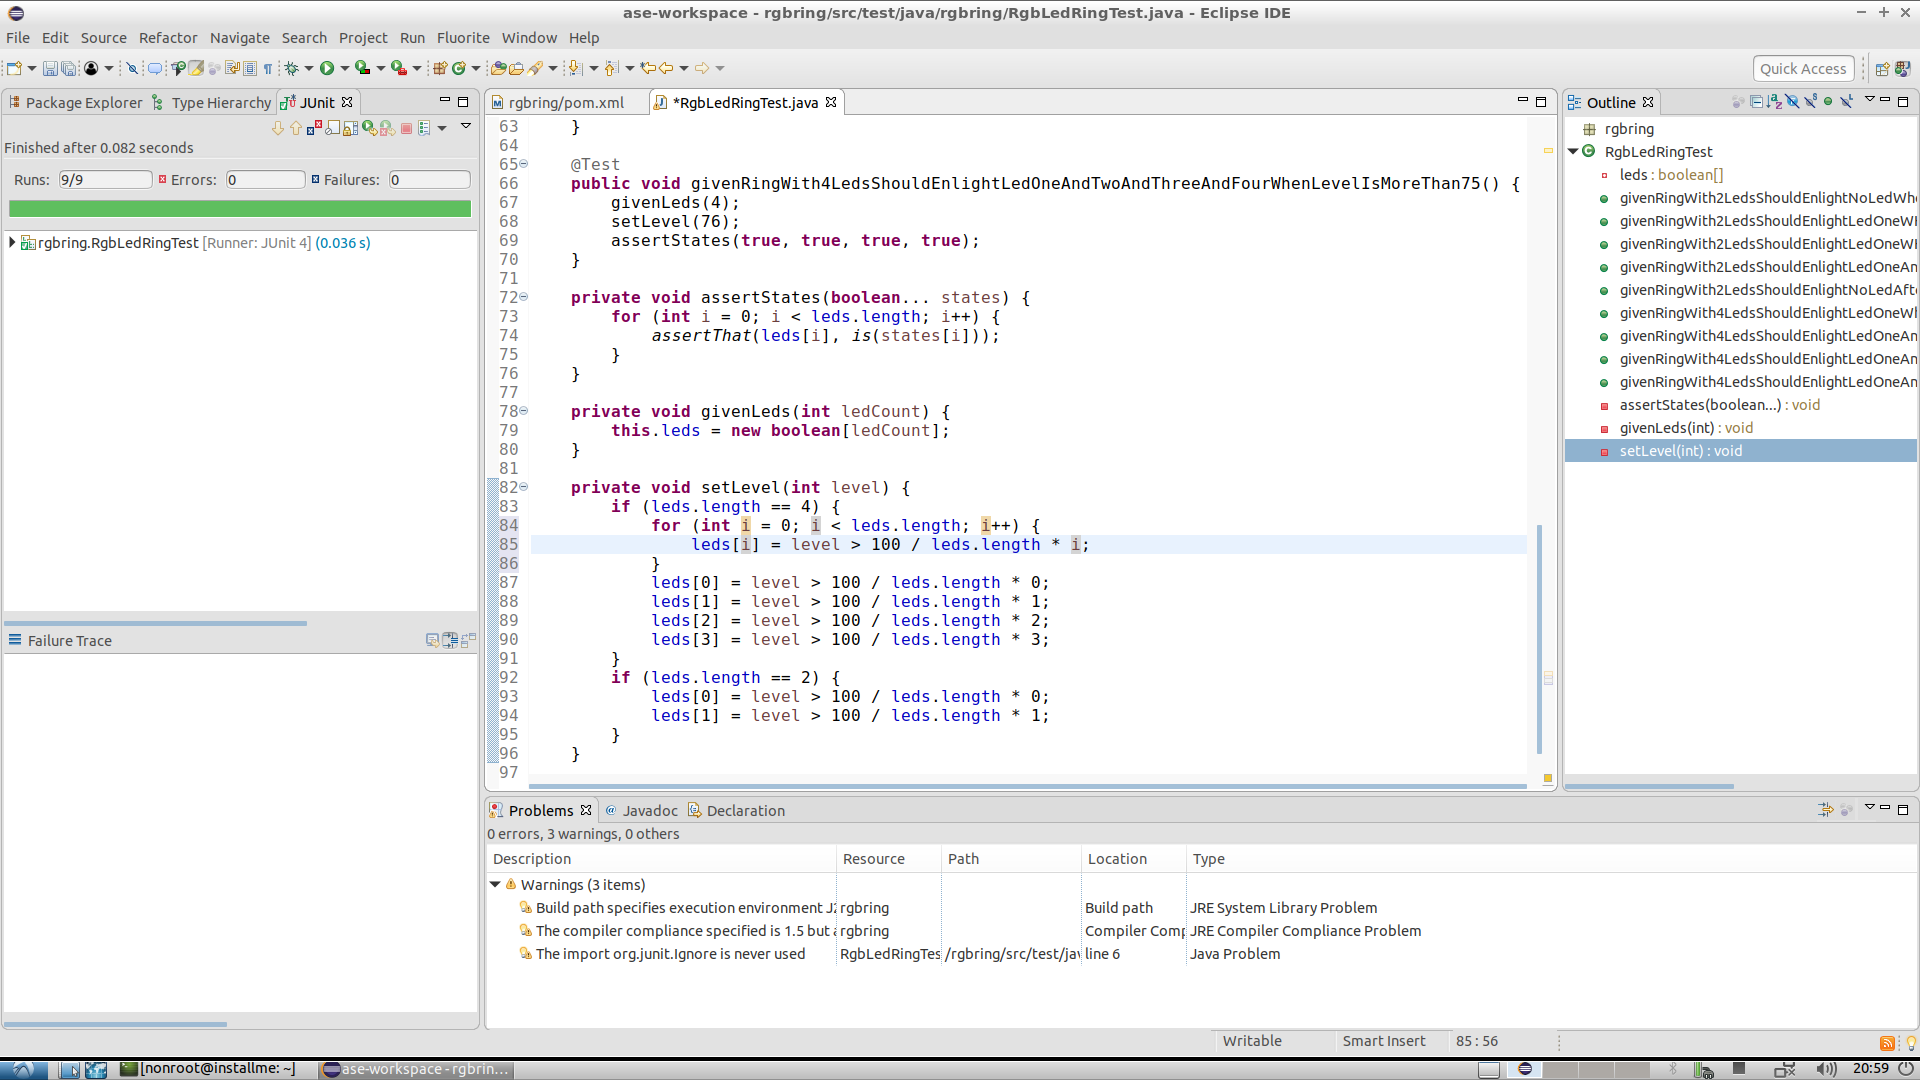 ase-workspace - rgbring/src/test/java/rgbring/RgbLedRingTest.java - Eclipse IDE
File Edit Source Refactor Navigate Search Project Run Fluorite Window Help
Quick Access
Package Explorer Type Hierarchy JUnit
Finished after 0.082 seconds
Runs: 9/9 Errors: 0 Failures: 0
rgbring.RgbLedRingTest [Runner: JUnit 4] (0.036 s)
Failure Trace
rgbring/pom.xml *RgbLedRingTest.java
63 }
64
65 @Test
66 public void givenRingWith4LedsShouldEnlightLedOneAndTwoAndThreeAndFourWhenLevelIsMoreThan75() {
67 givenLeds(4);
68 setLevel(76);
69 assertStates(true, true, true, true);
70 }
71
72 private void assertStates(boolean... states) {
73 for (int i = 0; i < leds.length; i++) {
74 assertThat(leds[i], is(states[i]));
75 }
76 }
77
78 private void givenLeds(int ledCount) {
79 this.leds = new boolean[ledCount];
80 }
81
82 private void setLevel(int level) {
83 if (leds.length == 4) {
84 for (int i = 0; i < leds.length; i++) {
85 leds[i] = level > 100 / leds.length * i;
86 }
87 leds[0] = level > 100 / leds.length * 0;
88 leds[1] = level > 100 / leds.length * 1;
89 leds[2] = level > 100 / leds.length * 2;
90 leds[3] = level > 100 / leds.length * 3;
91 }
92 if (leds.length == 2) {
93 leds[0] = level > 100 / leds.length * 0;
94 leds[1] = level > 100 / leds.length * 1;
95 }
96 }
97
Outline
rgbring
RgbLedRingTest
leds : boolean[]
givenRingWith2LedsShouldEnlightNoLedWhe
givenRingWith2LedsShouldEnlightLedOneWh
givenRingWith2LedsShouldEnlightLedOneWh
givenRingWith2LedsShouldEnlightLedOneAn
givenRingWith2LedsShouldEnlightNoLedAfte
givenRingWith4LedsShouldEnlightLedOneWh
givenRingWith4LedsShouldEnlightLedOneAn
givenRingWith4LedsShouldEnlightLedOneAn
givenRingWith4LedsShouldEnlightLedOneAn
assertStates(boolean...) : void
givenLeds(int) : void
setLevel(int) : void
Problems Javadoc Declaration
0 errors, 3 warnings, 0 others
Description Resource Path Location Type
Warnings (3 items)
Build path specifies execution environment J2 rgbring Build path JRE System Library Problem
The compiler compliance specified is 1.5 but a rgbring Compiler Comp JRE Compiler Compliance Problem
The import org.junit.Ignore is never used RgbLedRingTes /rgbring/src/test/jav line 6 Java Problem
Writable Smart Insert 85 : 56
[nonroot@installme: ~] ase-workspace - rgbrin... 20:59